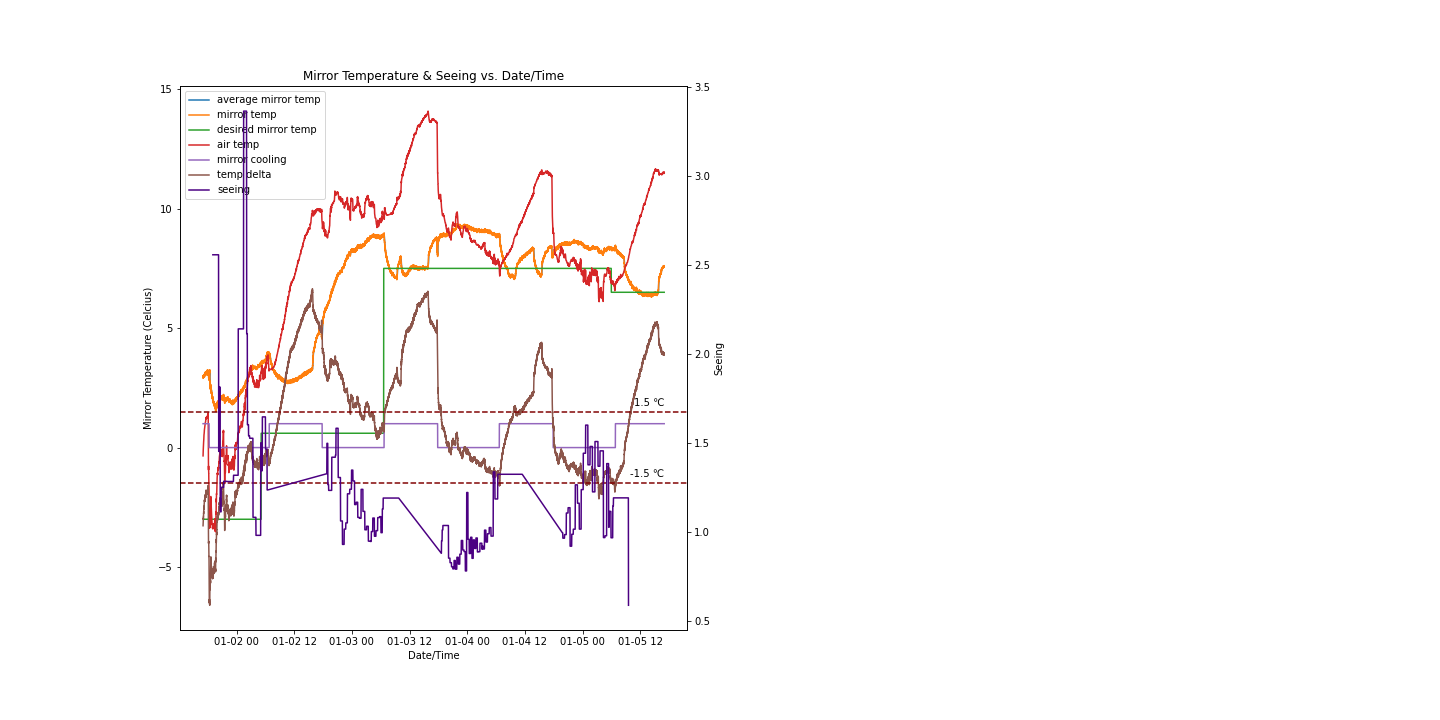 Mirror Temperature & Seeing vs. Date/Time
average mirror temp
mirror temp
desired mirror temp
air temp
mirror cooling
temp delta
seeing
15
10
5
0
−5
Mirror Temperature (Celcius)
3.5
3.0
2.5
2.0
1.5
1.0
0.5
Seeing
1.5 °C
-1.5 °C
01-02 00
01-02 12
01-03 00
01-03 12
01-04 00
01-04 12
01-05 00
01-05 12
Date/Time